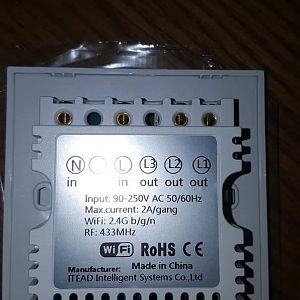 N L L3 L2 L1
in in out out out
Input: 90-250V AC 50/60Hz
Max.current: 2A/gang
WiFi: 2.4G b/g/n
RF: 433MHz
WiFi RoHS CE
Made in China
Manufacturer:
ITEAD Intelligent Systems Co.,Ltd